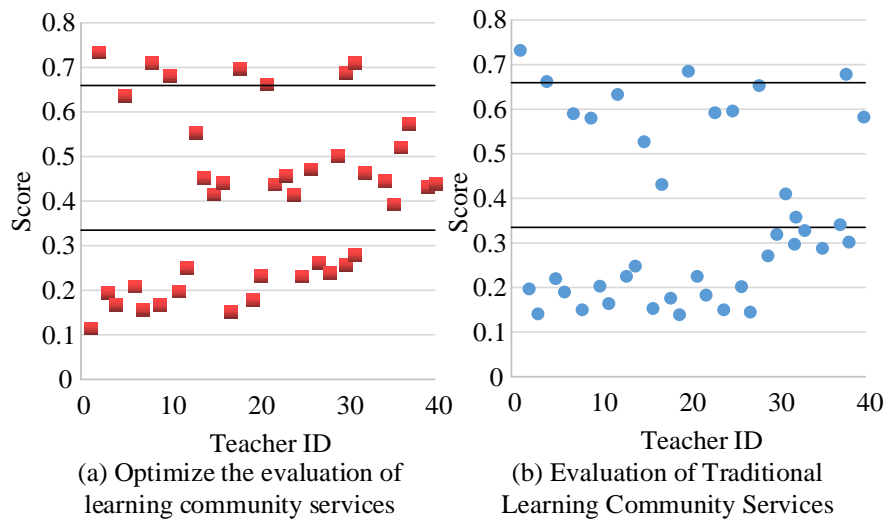 0.8
0.7
0.6
0.5
0.4
0.3
0.2
0.1
0
Score
0 10 20 30 40
Teacher ID
(a) Optimize the evaluation of
learning community services
0.8
0.7
0.6
0.5
0.4
0.3
0.2
0.1
0
Score
0 10 20 30 40
Teacher ID
(b) Evaluation of Traditional
Learning Community Services